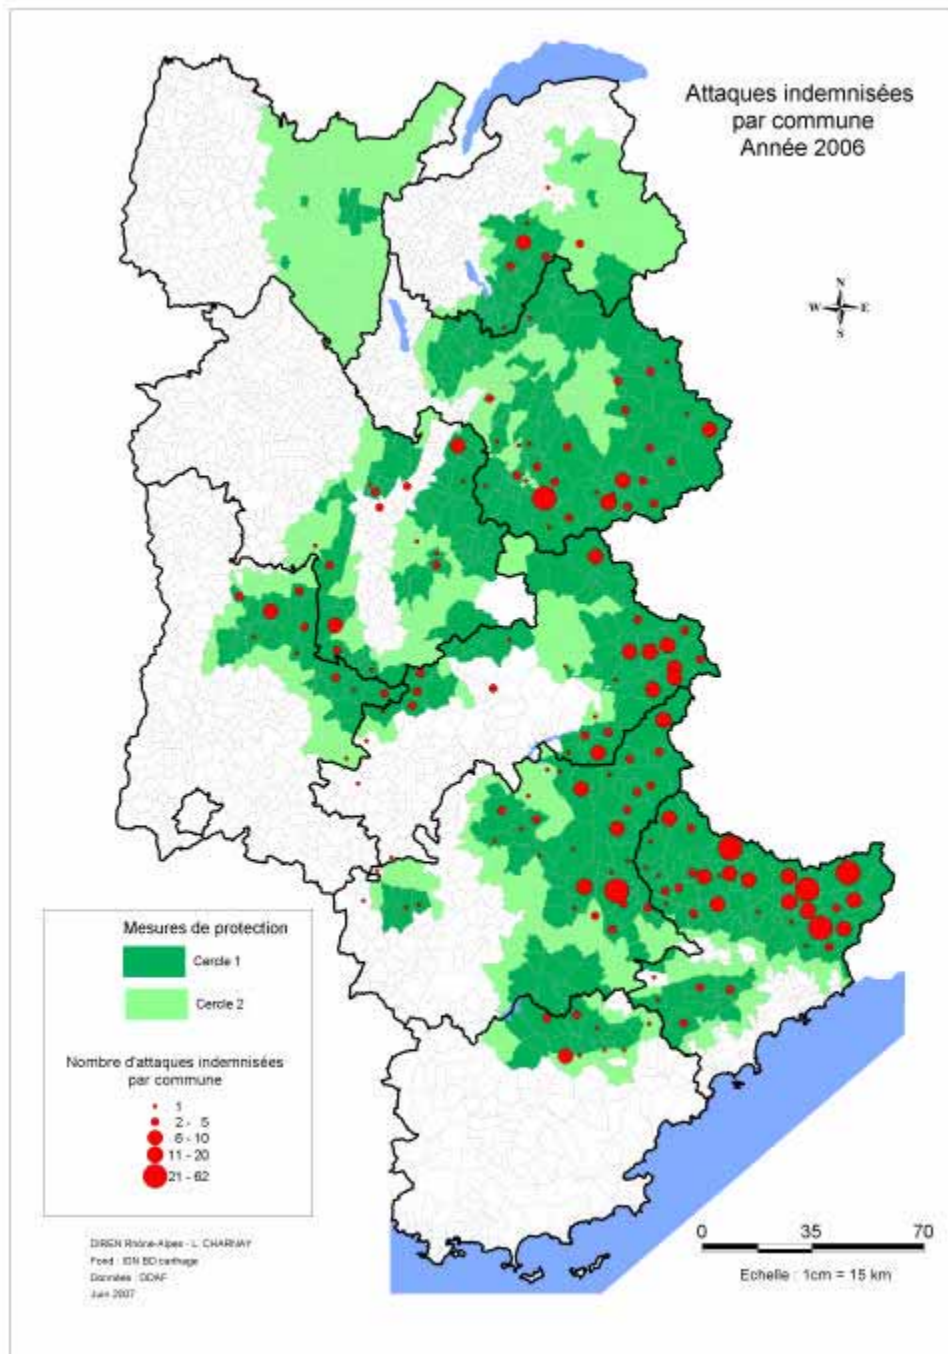 Attaques indemnisées
par commune
Année 2006
N
W E
S
Mesures de protection
Cercle 1
Cercle 2
Nombre d'attaques indemnisées
par commune
1
2 - 5
6 - 10
11 - 20
21 - 62
DIREN Rhône-Alpes - L. CHARNAY
Fond : IGN BD carthage
Données : DDAF
Juin 2007
0 35 70
Echelle : 1cm = 15 km